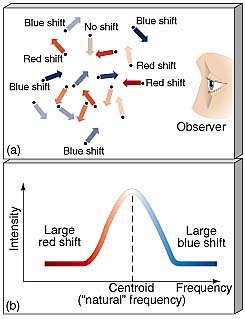 Blue shift
No shift
Blue shift
Red shift
Red shift
Blue shift
Red shift
Observer
Blue shift
(a)
Intensity
Large
red shift
Large
blue shift
Centroid
("natural" frequency)
Frequency
(b)